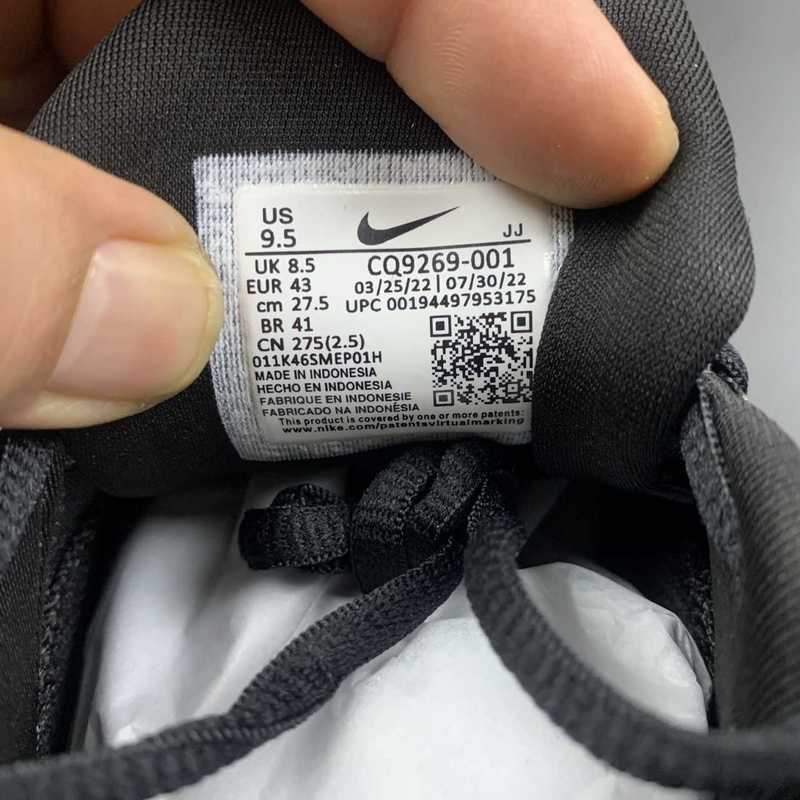 US
9.5
JJ
UK 8.5
CQ9269-001
EUR 43
03/25/22 | 07/30/22
cm 27.5
UPC 00194497953175
BR 41
CN 275(2.5)
011K46SMEP01H
MADE IN INDONESIA
HECHO EN INDONESIA
FABRIQUE EN INDONESIE
FABRICADO NA INDONÉSIA
This product is covered by one or more patents:
www.nike.com/patentsvirtualmarking